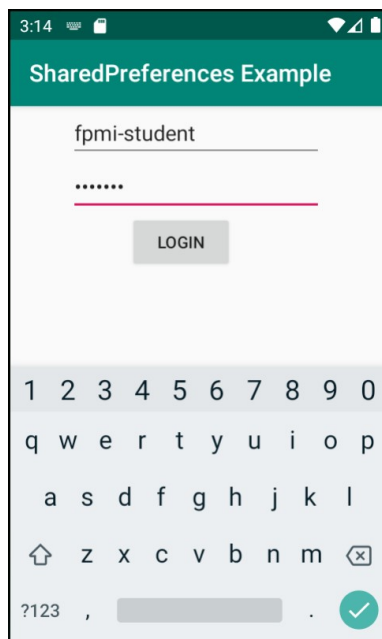 3:14
SharedPreferences Example
fpmi-student
•••••••
LOGIN
1 2 3 4 5 6 7 8 9 0
q w e r t y u i o p
a s d f g h j k l
z x c v b n m
?123 , .